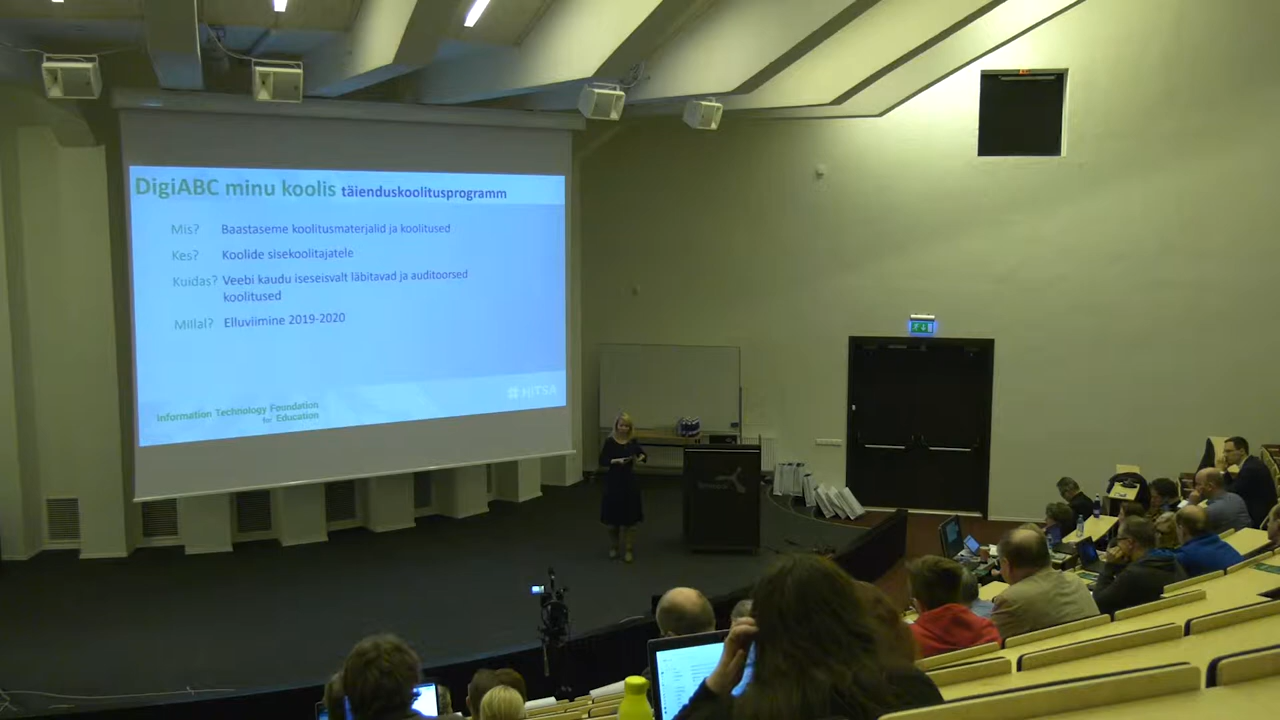 DigiABC minu koolis täienduskoolitusprogramm
Mis? Baastaseme koolitusmaterjalid ja koolitused
Kes? Koolide sisekoolitajatele
Kuidas? Veebi kaudu iseseisvalt läbitavad ja auditoorsed
koolitused
Millal? Elluviimine 2019-2020
HITSA
Information Technology Foundation
for Education